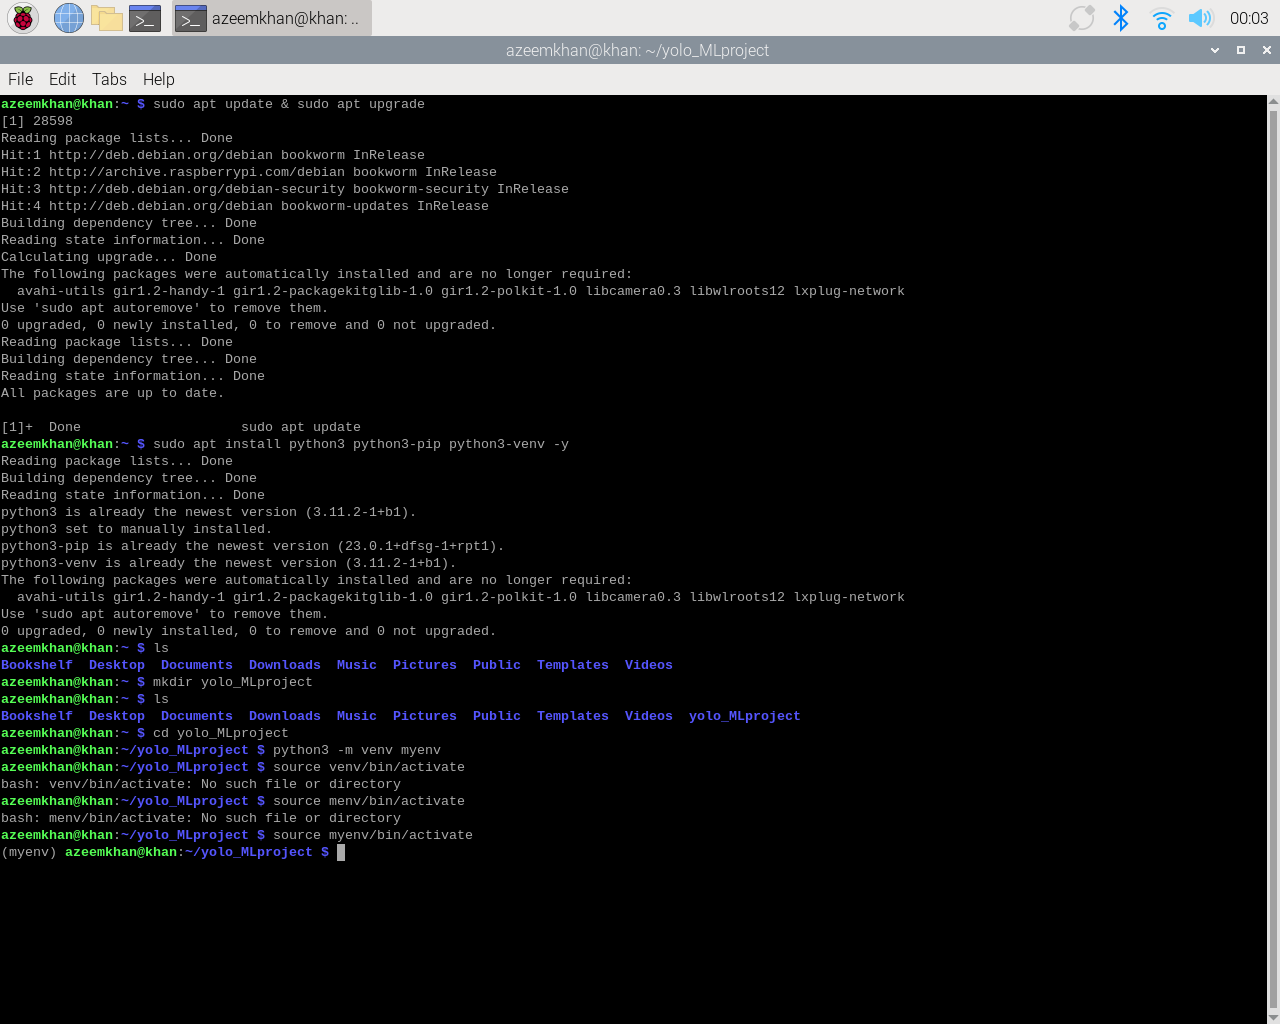 azeemkhan@khan: ..
00:03
azeemkhan@khan: ~/yolo_MLproject
File Edit Tabs Help
azeemkhan@khan:~ $ sudo apt update & sudo apt upgrade
[1] 28598
Reading package lists... Done
Hit:1 http://deb.debian.org/debian bookworm InRelease
Hit:2 http://archive.raspberrypi.com/debian bookworm InRelease
Hit:3 http://deb.debian.org/debian-security bookworm-security InRelease
Hit:4 http://deb.debian.org/debian bookworm-updates InRelease
Building dependency tree... Done
Reading state information... Done
Calculating upgrade... Done
The following packages were automatically installed and are no longer required:
  avahi-utils gir1.2-handy-1 gir1.2-packagekitglib-1.0 gir1.2-polkit-1.0 libcamera0.3 libwlroots12 lxplug-network
Use 'sudo apt autoremove' to remove them.
0 upgraded, 0 newly installed, 0 to remove and 0 not upgraded.
Reading package lists... Done
Building dependency tree... Done
Reading state information... Done
All packages are up to date.
[1]+  Done                    sudo apt update
azeemkhan@khan:~ $ sudo apt install python3 python3-pip python3-venv -y
Reading package lists... Done
Building dependency tree... Done
Reading state information... Done
python3 is already the newest version (3.11.2-1+b1).
python3 set to manually installed.
python3-pip is already the newest version (23.0.1+dfsg-1+rpt1).
python3-venv is already the newest version (3.11.2-1+b1).
The following packages were automatically installed and are no longer required:
  avahi-utils gir1.2-handy-1 gir1.2-packagekitglib-1.0 gir1.2-polkit-1.0 libcamera0.3 libwlroots12 lxplug-network
Use 'sudo apt autoremove' to remove them.
0 upgraded, 0 newly installed, 0 to remove and 0 not upgraded.
azeemkhan@khan:~ $ ls
Bookshelf  Desktop  Documents  Downloads  Music  Pictures  Public  Templates  Videos
azeemkhan@khan:~ $ mkdir yolo_MLproject
azeemkhan@khan:~ $ ls
Bookshelf  Desktop  Documents  Downloads  Music  Pictures  Public  Templates  Videos  yolo_MLproject
azeemkhan@khan:~ $ cd yolo_MLproject
azeemkhan@khan:~/yolo_MLproject $ python3 -m venv myenv
azeemkhan@khan:~/yolo_MLproject $ source venv/bin/activate
bash: venv/bin/activate: No such file or directory
azeemkhan@khan:~/yolo_MLproject $ source menv/bin/activate
bash: menv/bin/activate: No such file or directory
azeemkhan@khan:~/yolo_MLproject $ source myenv/bin/activate
(myenv) azeemkhan@khan:~/yolo_MLproject $